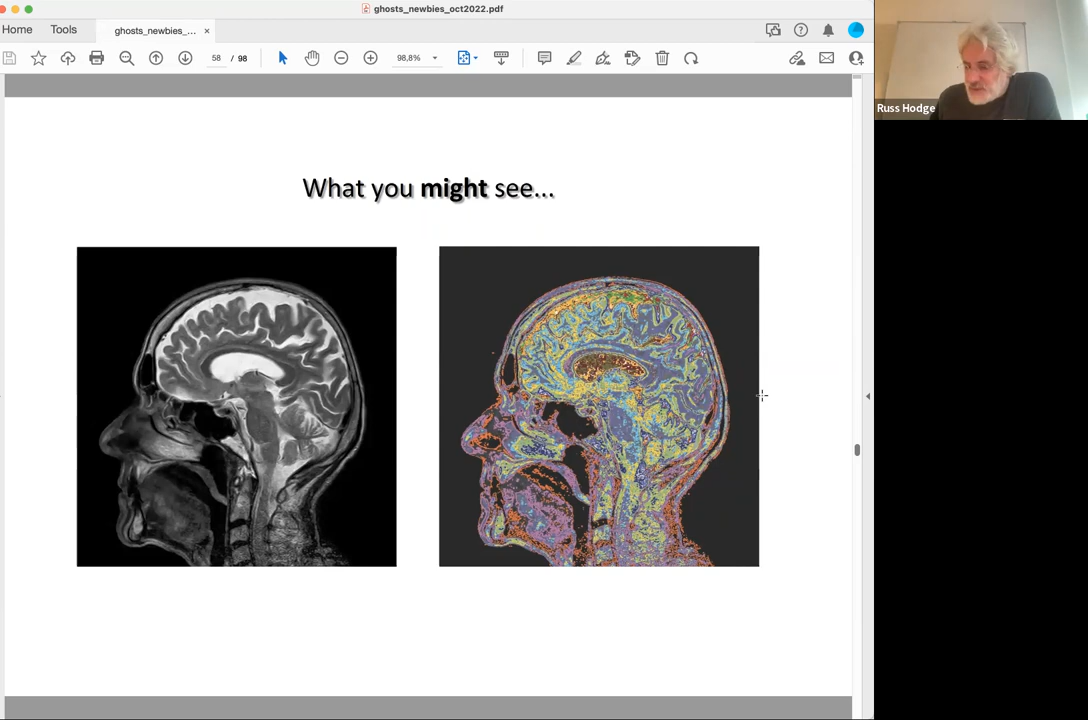 ghosts_newbies_oct2022.pdf
Home
Tools
ghosts_newbies_...
×
58 / 98
98,8%
Russ Hodge
What you might see...